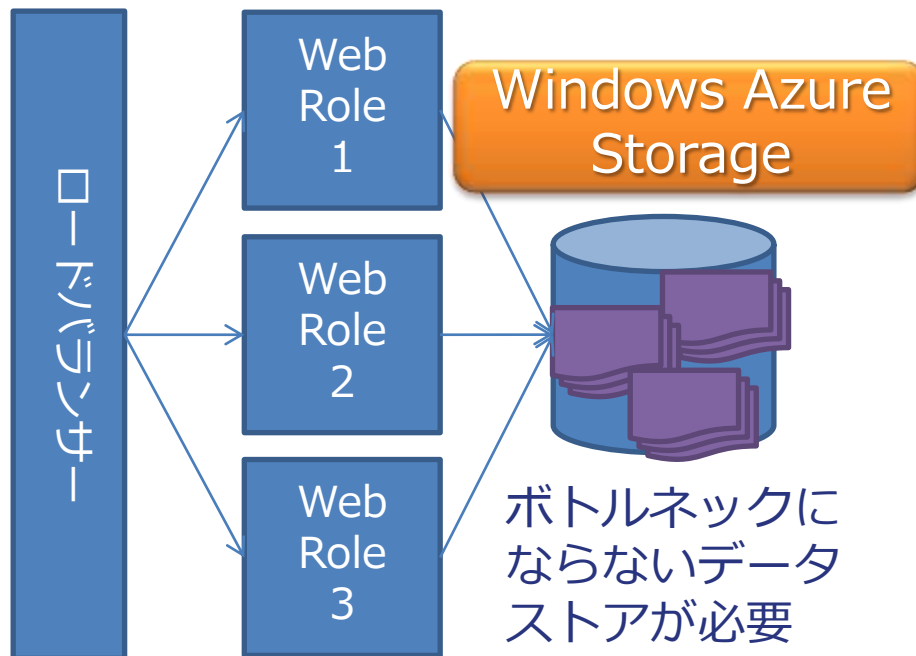 ロードバランサー
Web
Role
1
Web
Role
2
Web
Role
3
Windows Azure
Storage
ボトルネックに
ならないデータ
ストアが必要